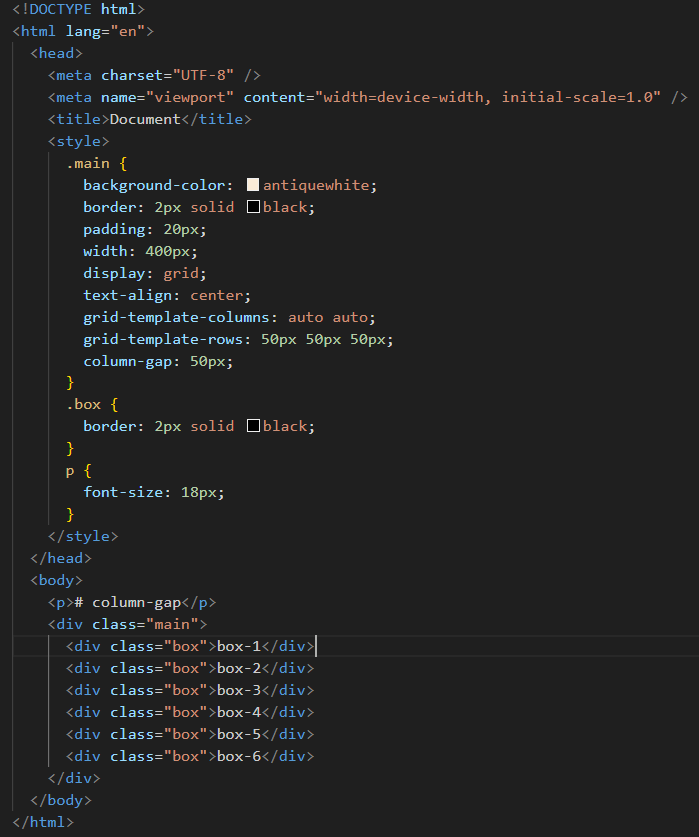 <!DOCTYPE html>
<html lang="en">
<head>
<meta charset="UTF-8" />
<meta name="viewport" content="width=device-width, initial-scale=1.0" />
<title>Document</title>
<style>
.main {
background-color: antiquewhite;
border: 2px solid black;
padding: 20px;
width: 400px;
display: grid;
text-align: center;
grid-template-columns: auto auto;
grid-template-rows: 50px 50px 50px;
column-gap: 50px;
}
.box {
border: 2px solid black;
}
p {
font-size: 18px;
}
</style>
</head>
<body>
<p># column-gap</p>
<div class="main">
<div class="box">box-1</div>
<div class="box">box-2</div>
<div class="box">box-3</div>
<div class="box">box-4</div>
<div class="box">box-5</div>
<div class="box">box-6</div>
</div>
</body>
</html>